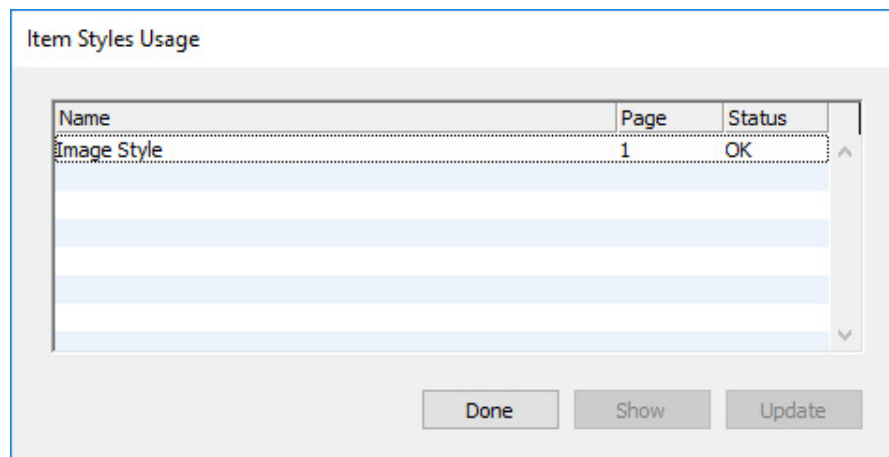 Item Styles Usage
Name Page Status
Image Style 1 OK
Done Show Update